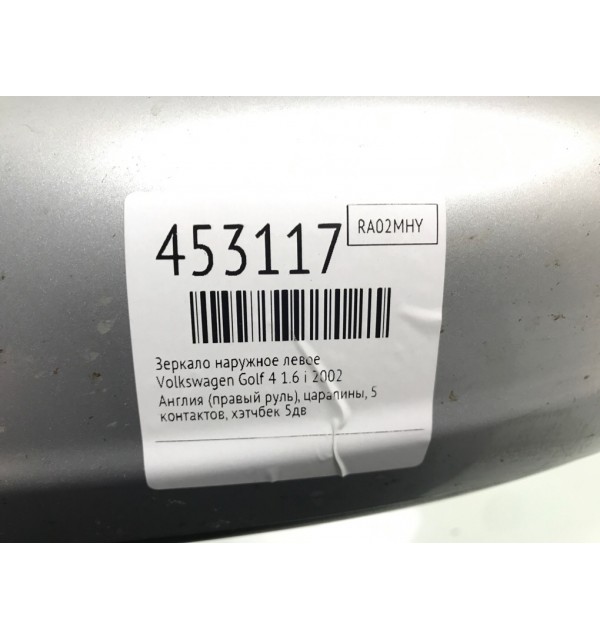 453117
RA02MHY
Зеркало наружное левое
Volkswagen Golf 4 1.6 i 2002
Англия (правый руль), царапины, 5
контактов, хэтчбек 5дв